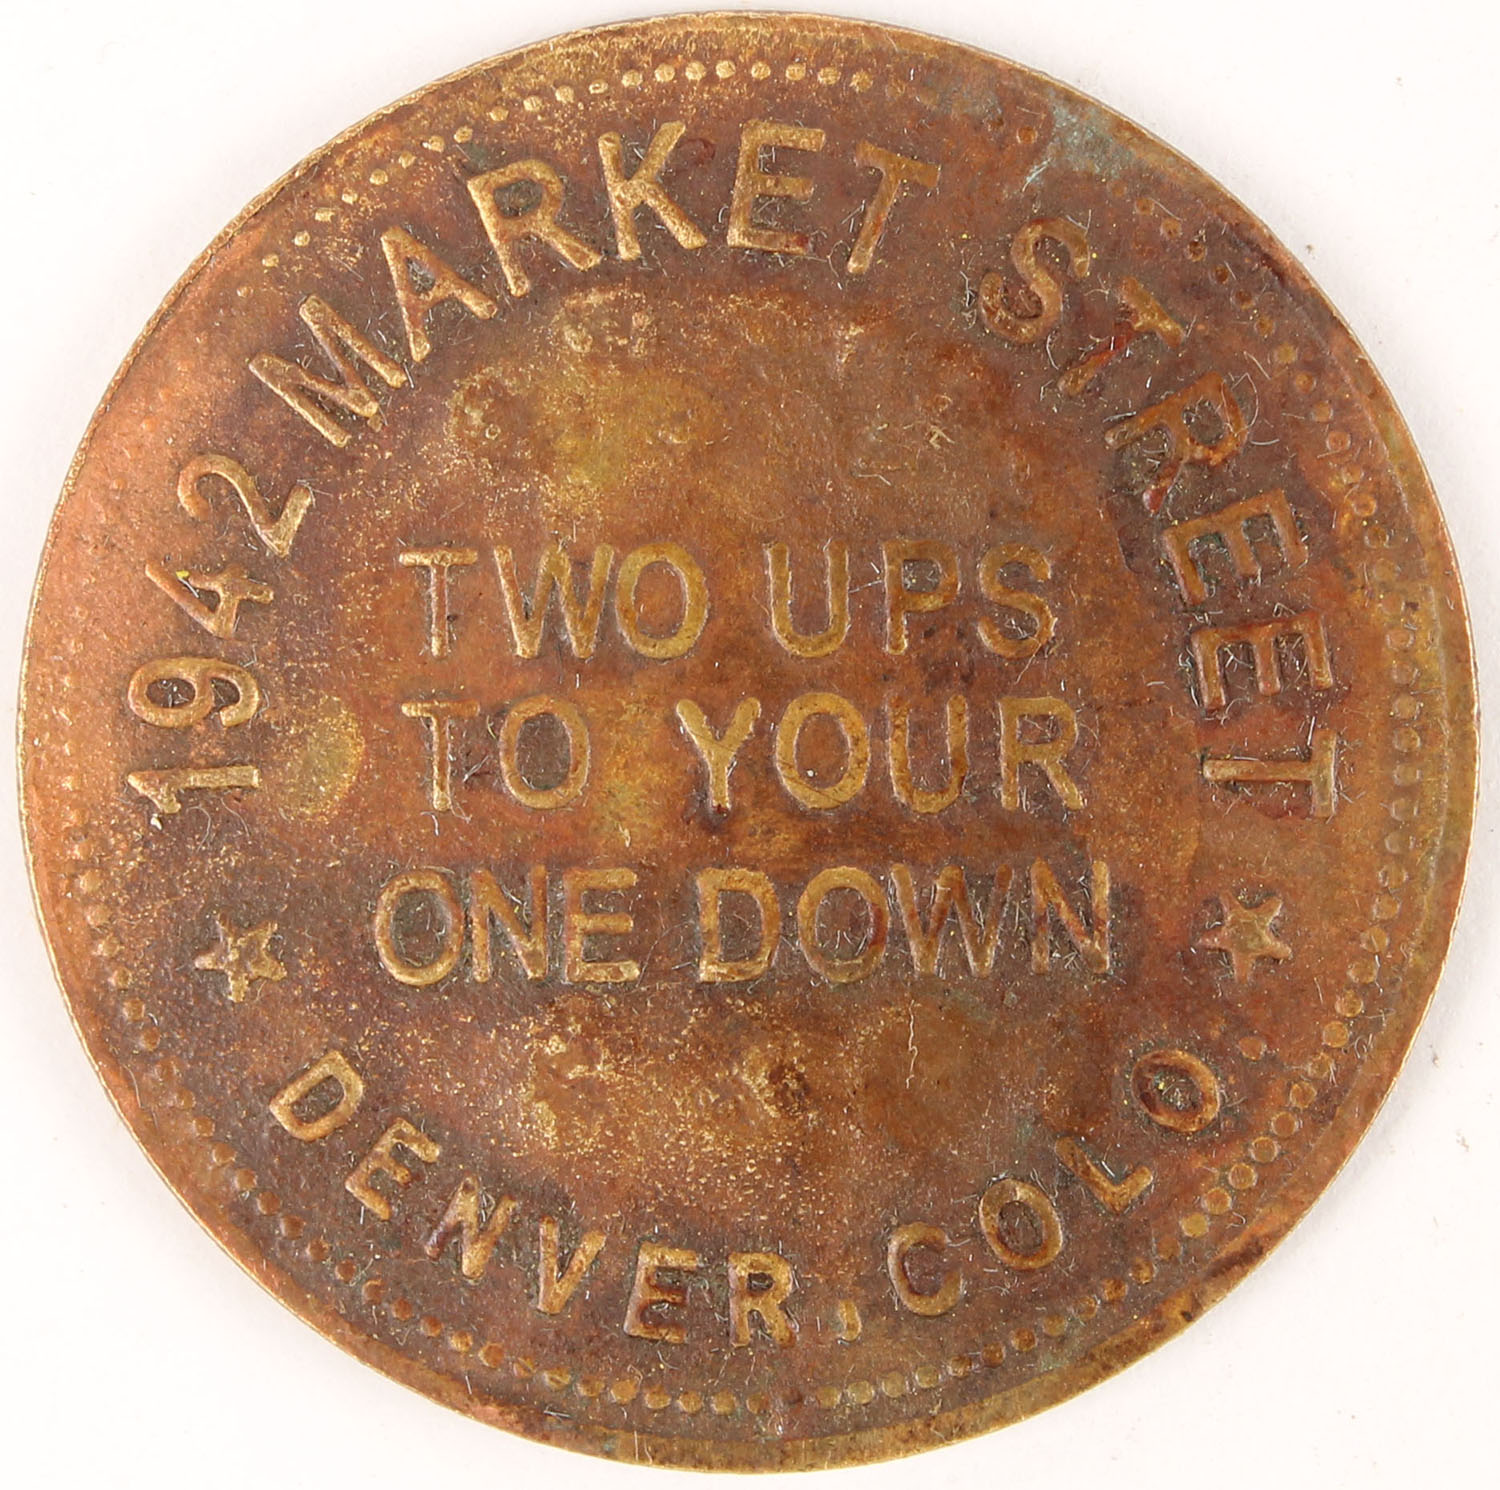 1942 MARKET STREET
TWO UPS
TO YOUR
ONE DOWN
DENVER, COLO